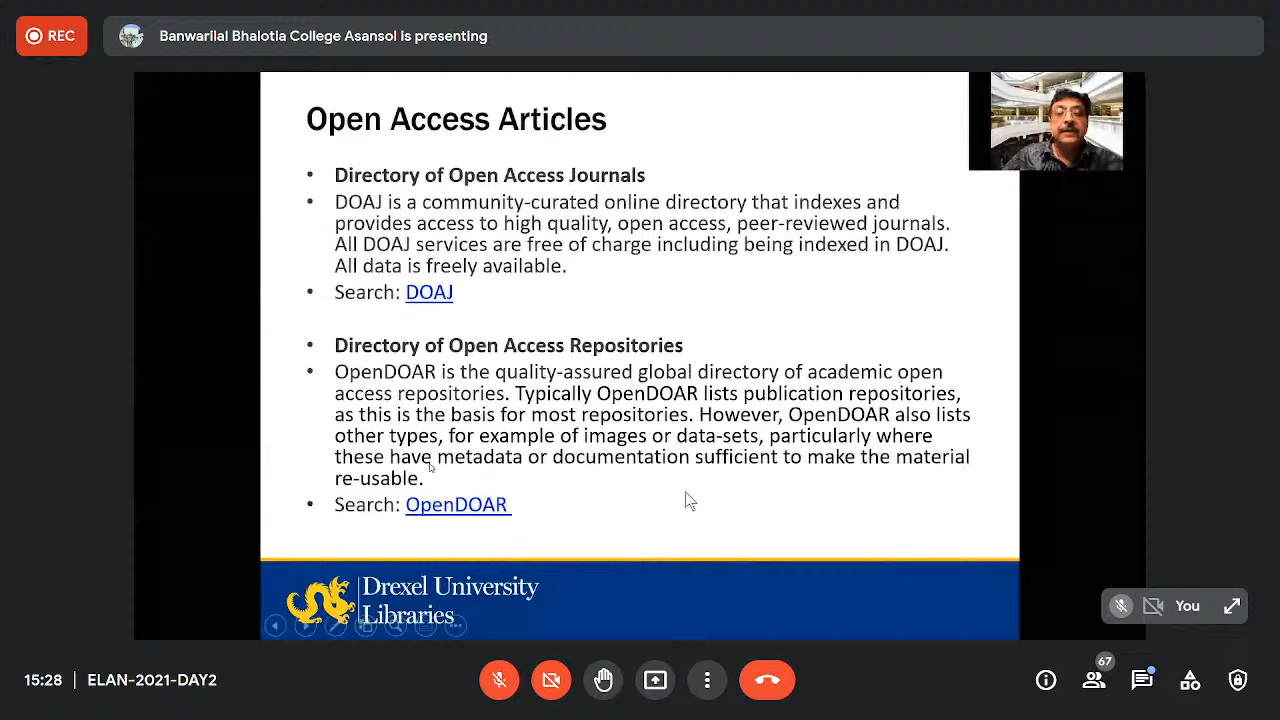 REC
Banwarilal Bhalotia College Asansol is presenting
Open Access Articles
• Directory of Open Access Journals
• DOAJ is a community-curated online directory that indexes and
provides access to high quality, open access, peer-reviewed journals.
All DOAJ services are free of charge including being indexed in DOAJ.
All data is freely available.
• Search: DOAJ
• Directory of Open Access Repositories
• OpenDOAR is the quality-assured global directory of academic open
access repositories. Typically OpenDOAR lists publication repositories,
as this is the basis for most repositories. However, OpenDOAR also lists
other types, for example of images or data-sets, particularly where
these have metadata or documentation sufficient to make the material
re-usable.
• Search: OpenDOAR
Drexel University
Libraries
You
15:28 | ELAN-2021-DAY2
67